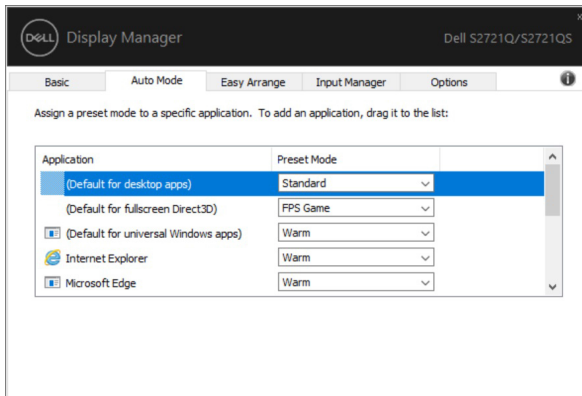 DELL Display Manager Dell S2721Q/S2721QS
Basic Auto Mode Easy Arrange Input Manager Options
Assign a preset mode to a specific application. To add an application, drag it to the list:
Application Preset Mode
(Default for desktop apps) Standard
(Default for fullscreen Direct3D) FPS Game
(Default for universal Windows apps) Warm
Internet Explorer Warm
Microsoft Edge Warm